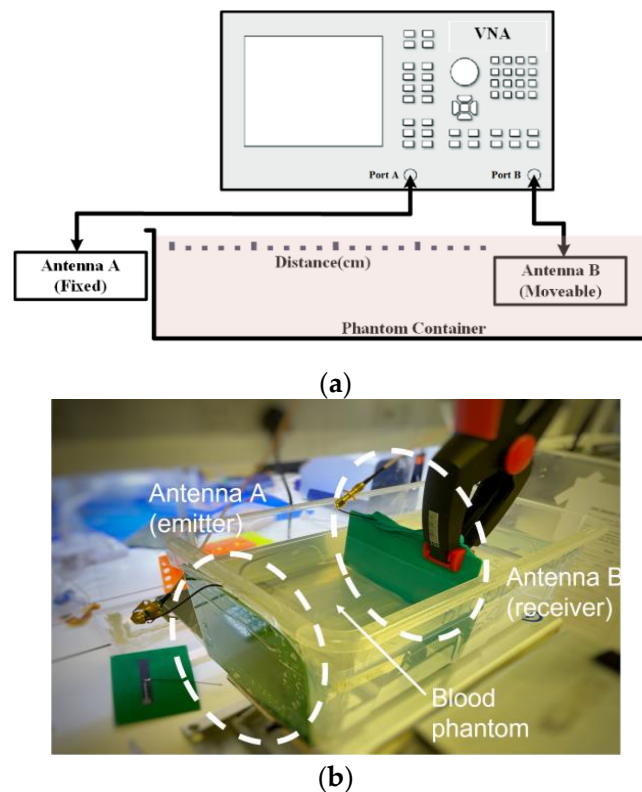 VNA
Port A
Port B
Antenna A
(Fixed)
Distance(cm)
Antenna B
(Moveable)
Phantom Container
(a)
Antenna A
(emitter)
Antenna B
(receiver)
Blood
phantom
(b)